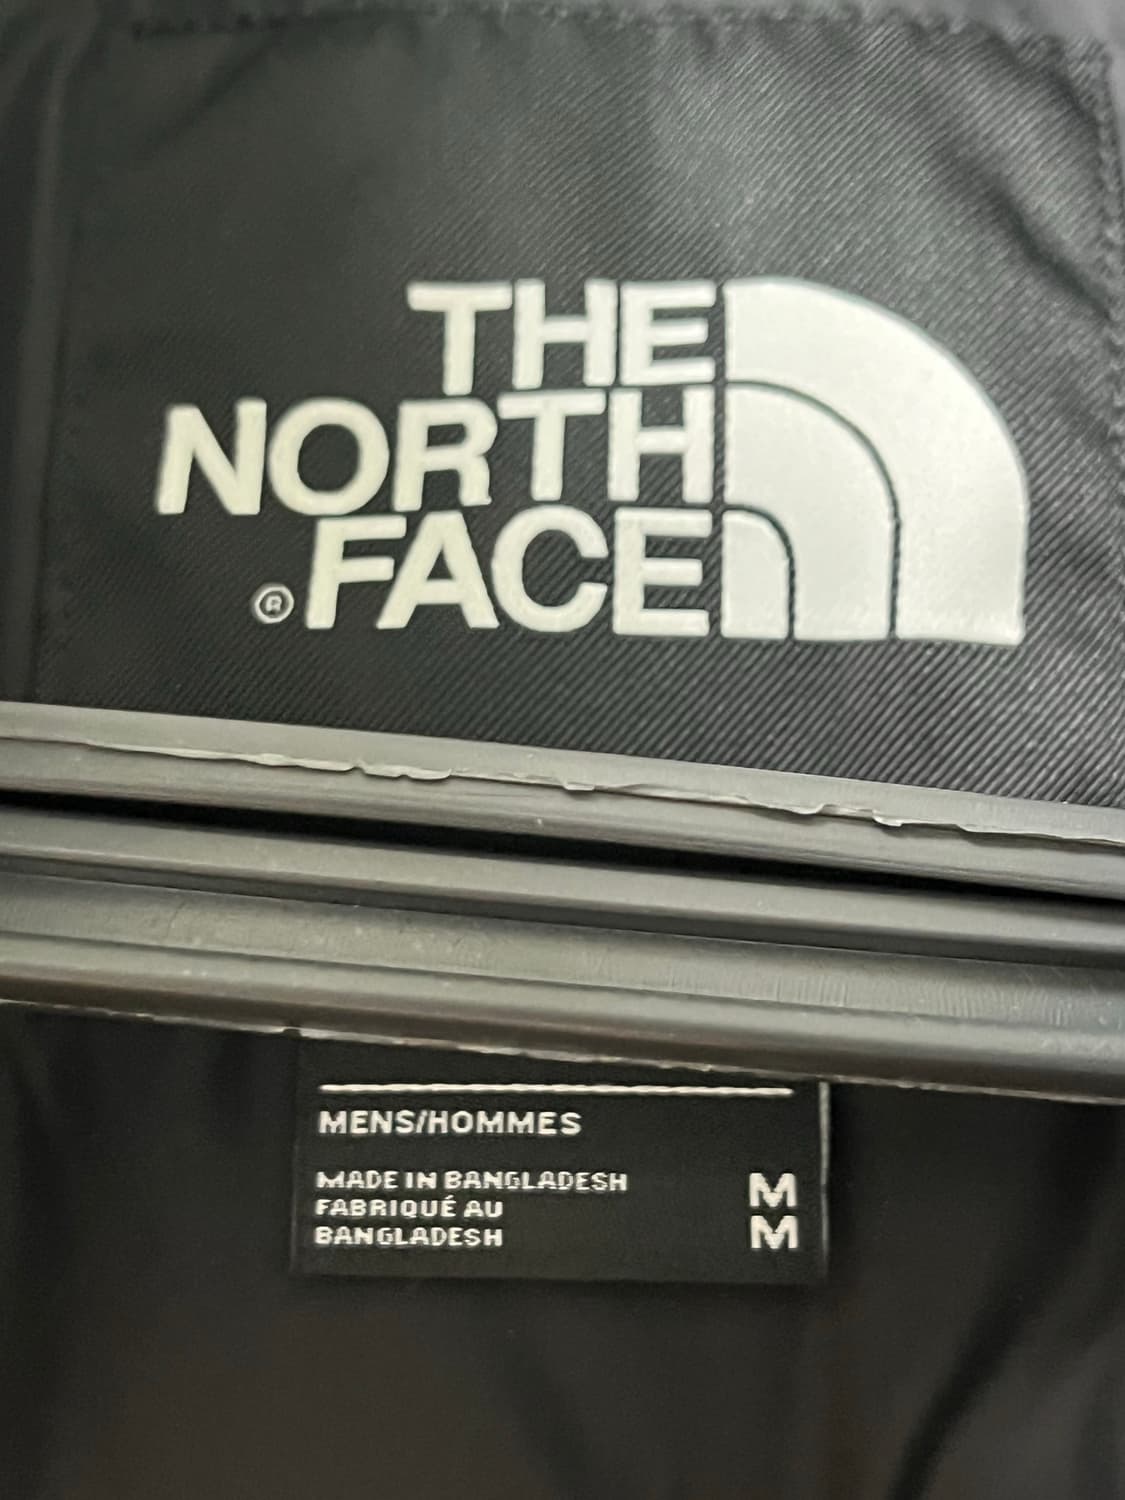 THE
NORTH
FACE
®
MENS/HOMMES
MADE IN BANGLADESH
FABRIQUÉ AU
BANGLADESH
M
M